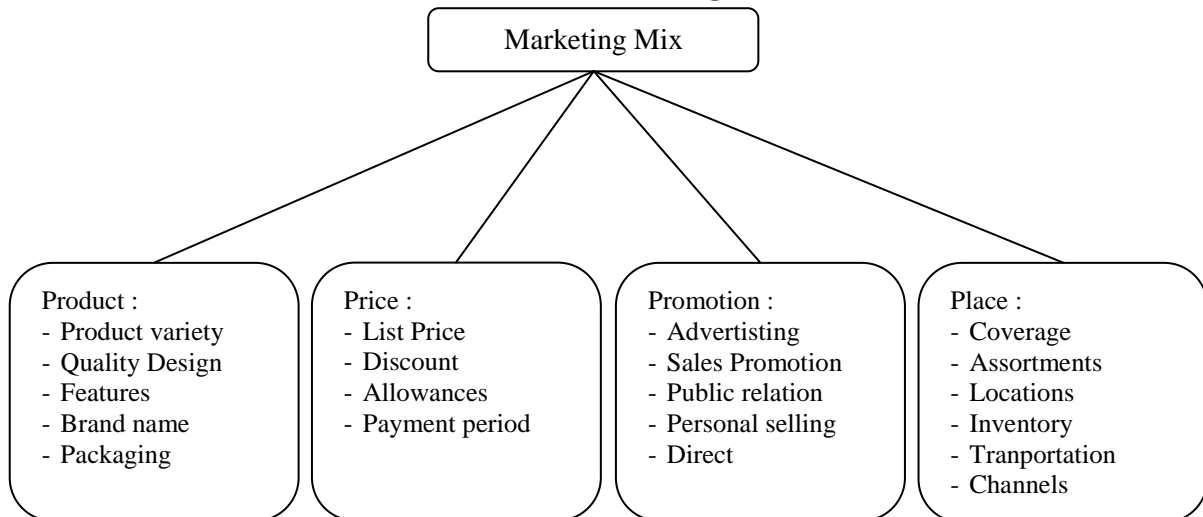 Marketing Mix
Product :
- Product variety
- Quality Design
- Features
- Brand name
- Packaging
Price :
- List Price
- Discount
- Allowances
- Payment period
Promotion :
- Advertisting
- Sales Promotion
- Public relation
- Personal selling
- Direct
Place :
- Coverage
- Assortments
- Locations
- Inventory
- Tranportation
- Channels